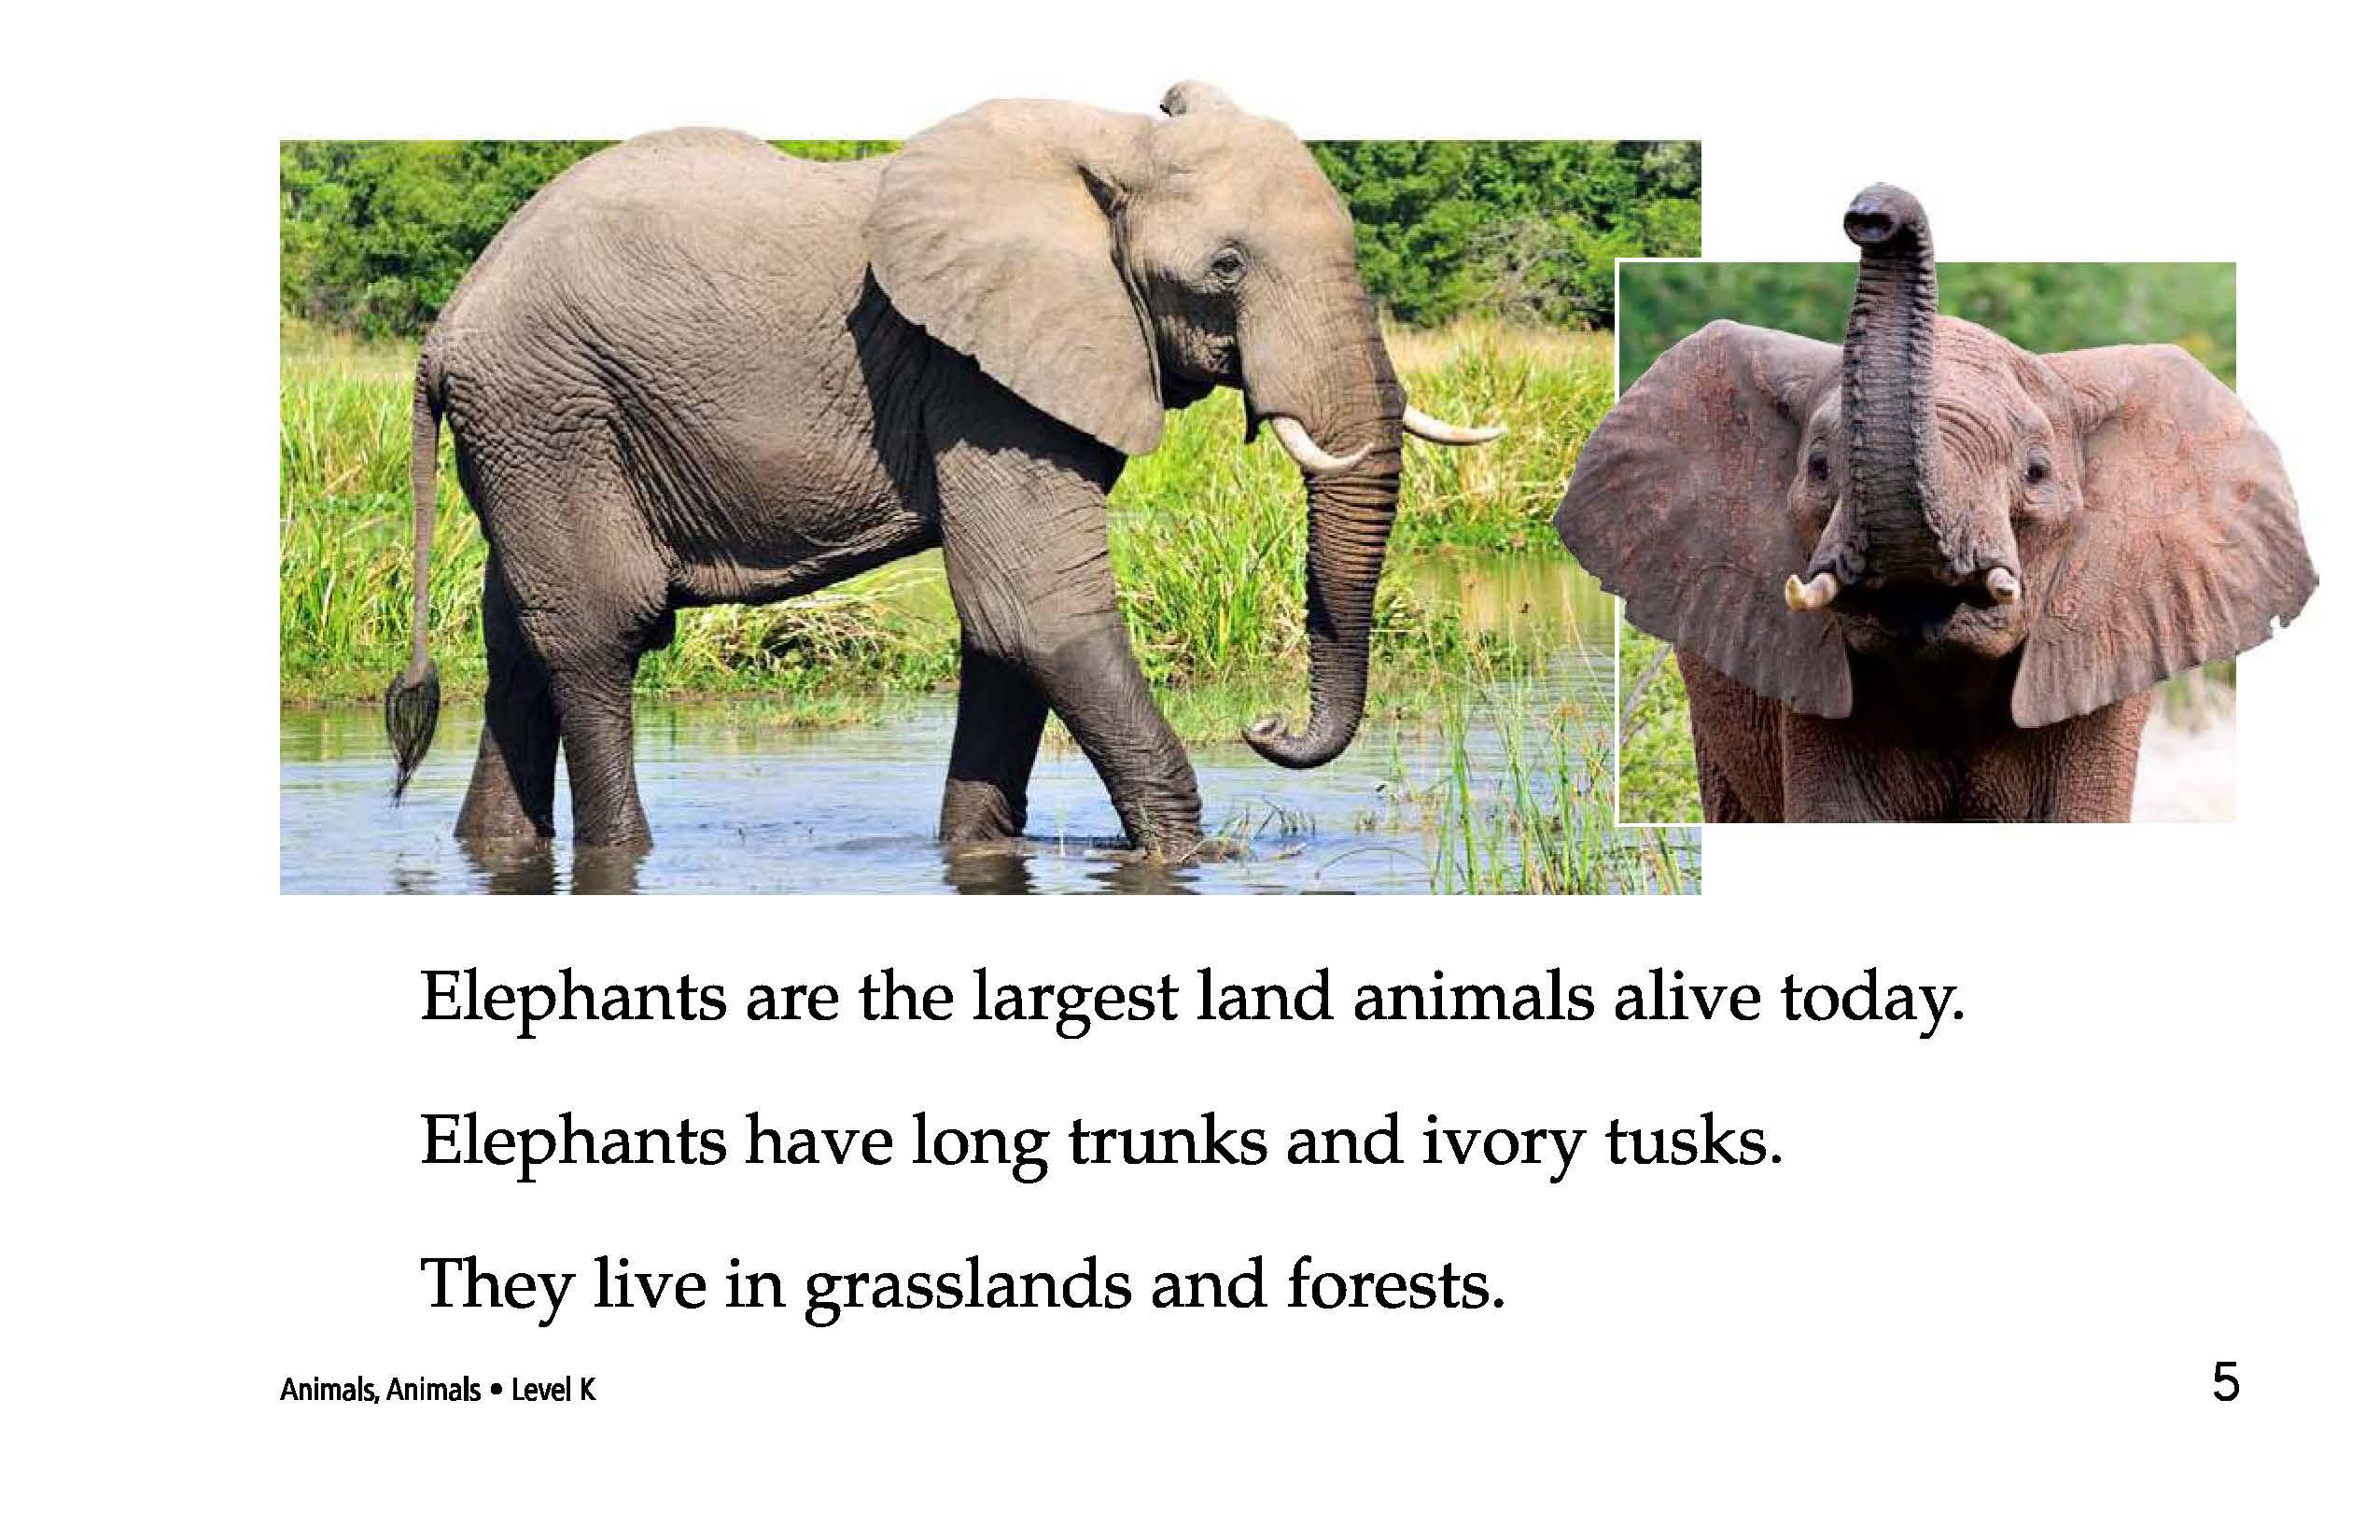 Elephants are the largest land animals alive today.
Elephants have long trunks and ivory tusks.
They live in grasslands and forests.
Animals, Animals • Level K
5